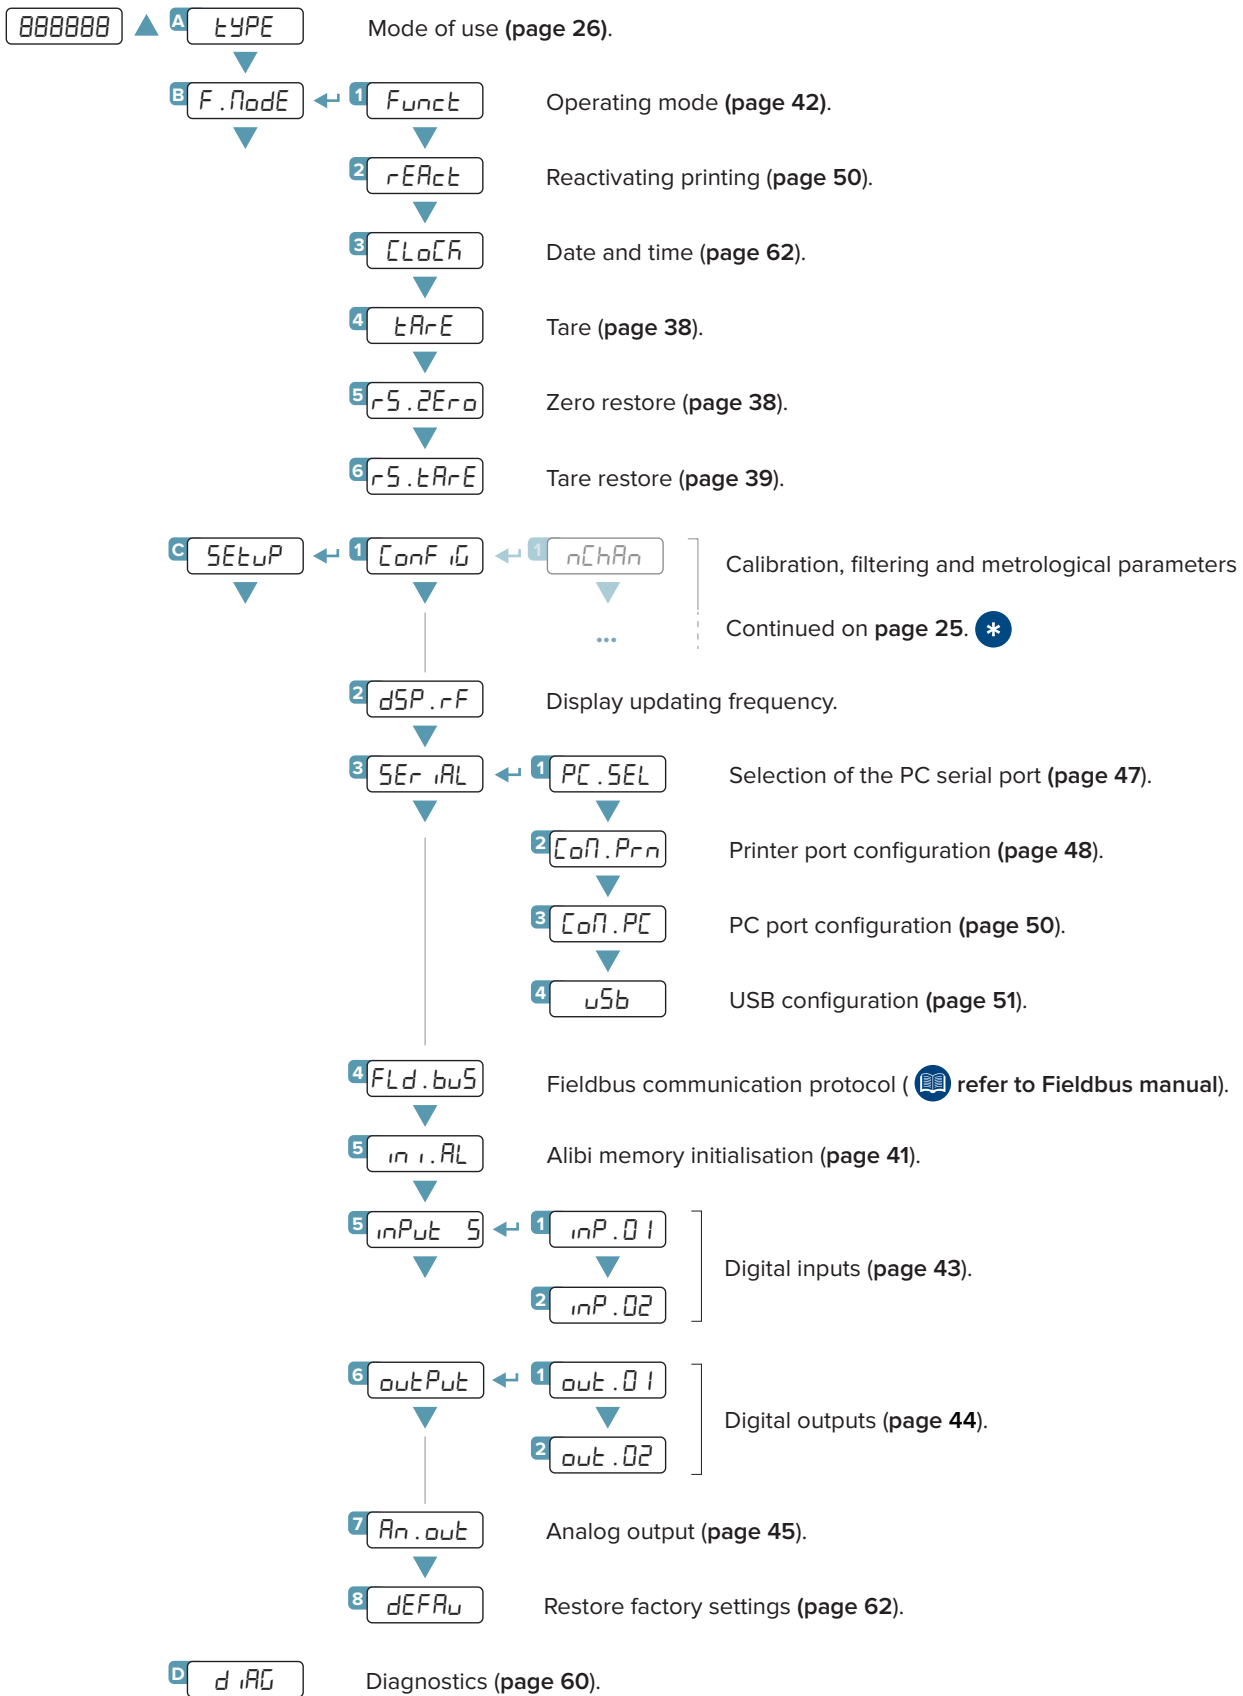 888888 A tYPE Mode of use (page 26).
B F.ModE 1 Funct Operating mode (page 42).
2 rEAct Reactivating printing (page 50).
3 CLoCK Date and time (page 62).
4 tArE Tare (page 38).
5 rS.ZEro Zero restore (page 38).
6 rS.tArE Tare restore (page 39).
C SEtuP 1 ConFiG 1 nChAn Calibration, filtering and metrological parameters
... Continued on page 25. *
2 dSP.rF Display updating frequency.
3 SEriAL 1 PC.SEL Selection of the PC serial port (page 47).
2 CoM.Prn Printer port configuration (page 48).
3 CoM.PC PC port configuration (page 50).
4 uSb USB configuration (page 51).
4 FLd.buS Fieldbus communication protocol ( refer to Fieldbus manual).
5 ini.AL Alibi memory initialisation (page 41).
5 inPut S 1 inP.01
Digital inputs (page 43).
2 inP.02
6 outPut 1 out.01
Digital outputs (page 44).
2 out.02
7 An.out Analog output (page 45).
8 dEFAu Restore factory settings (page 62).
D diAG Diagnostics (page 60).